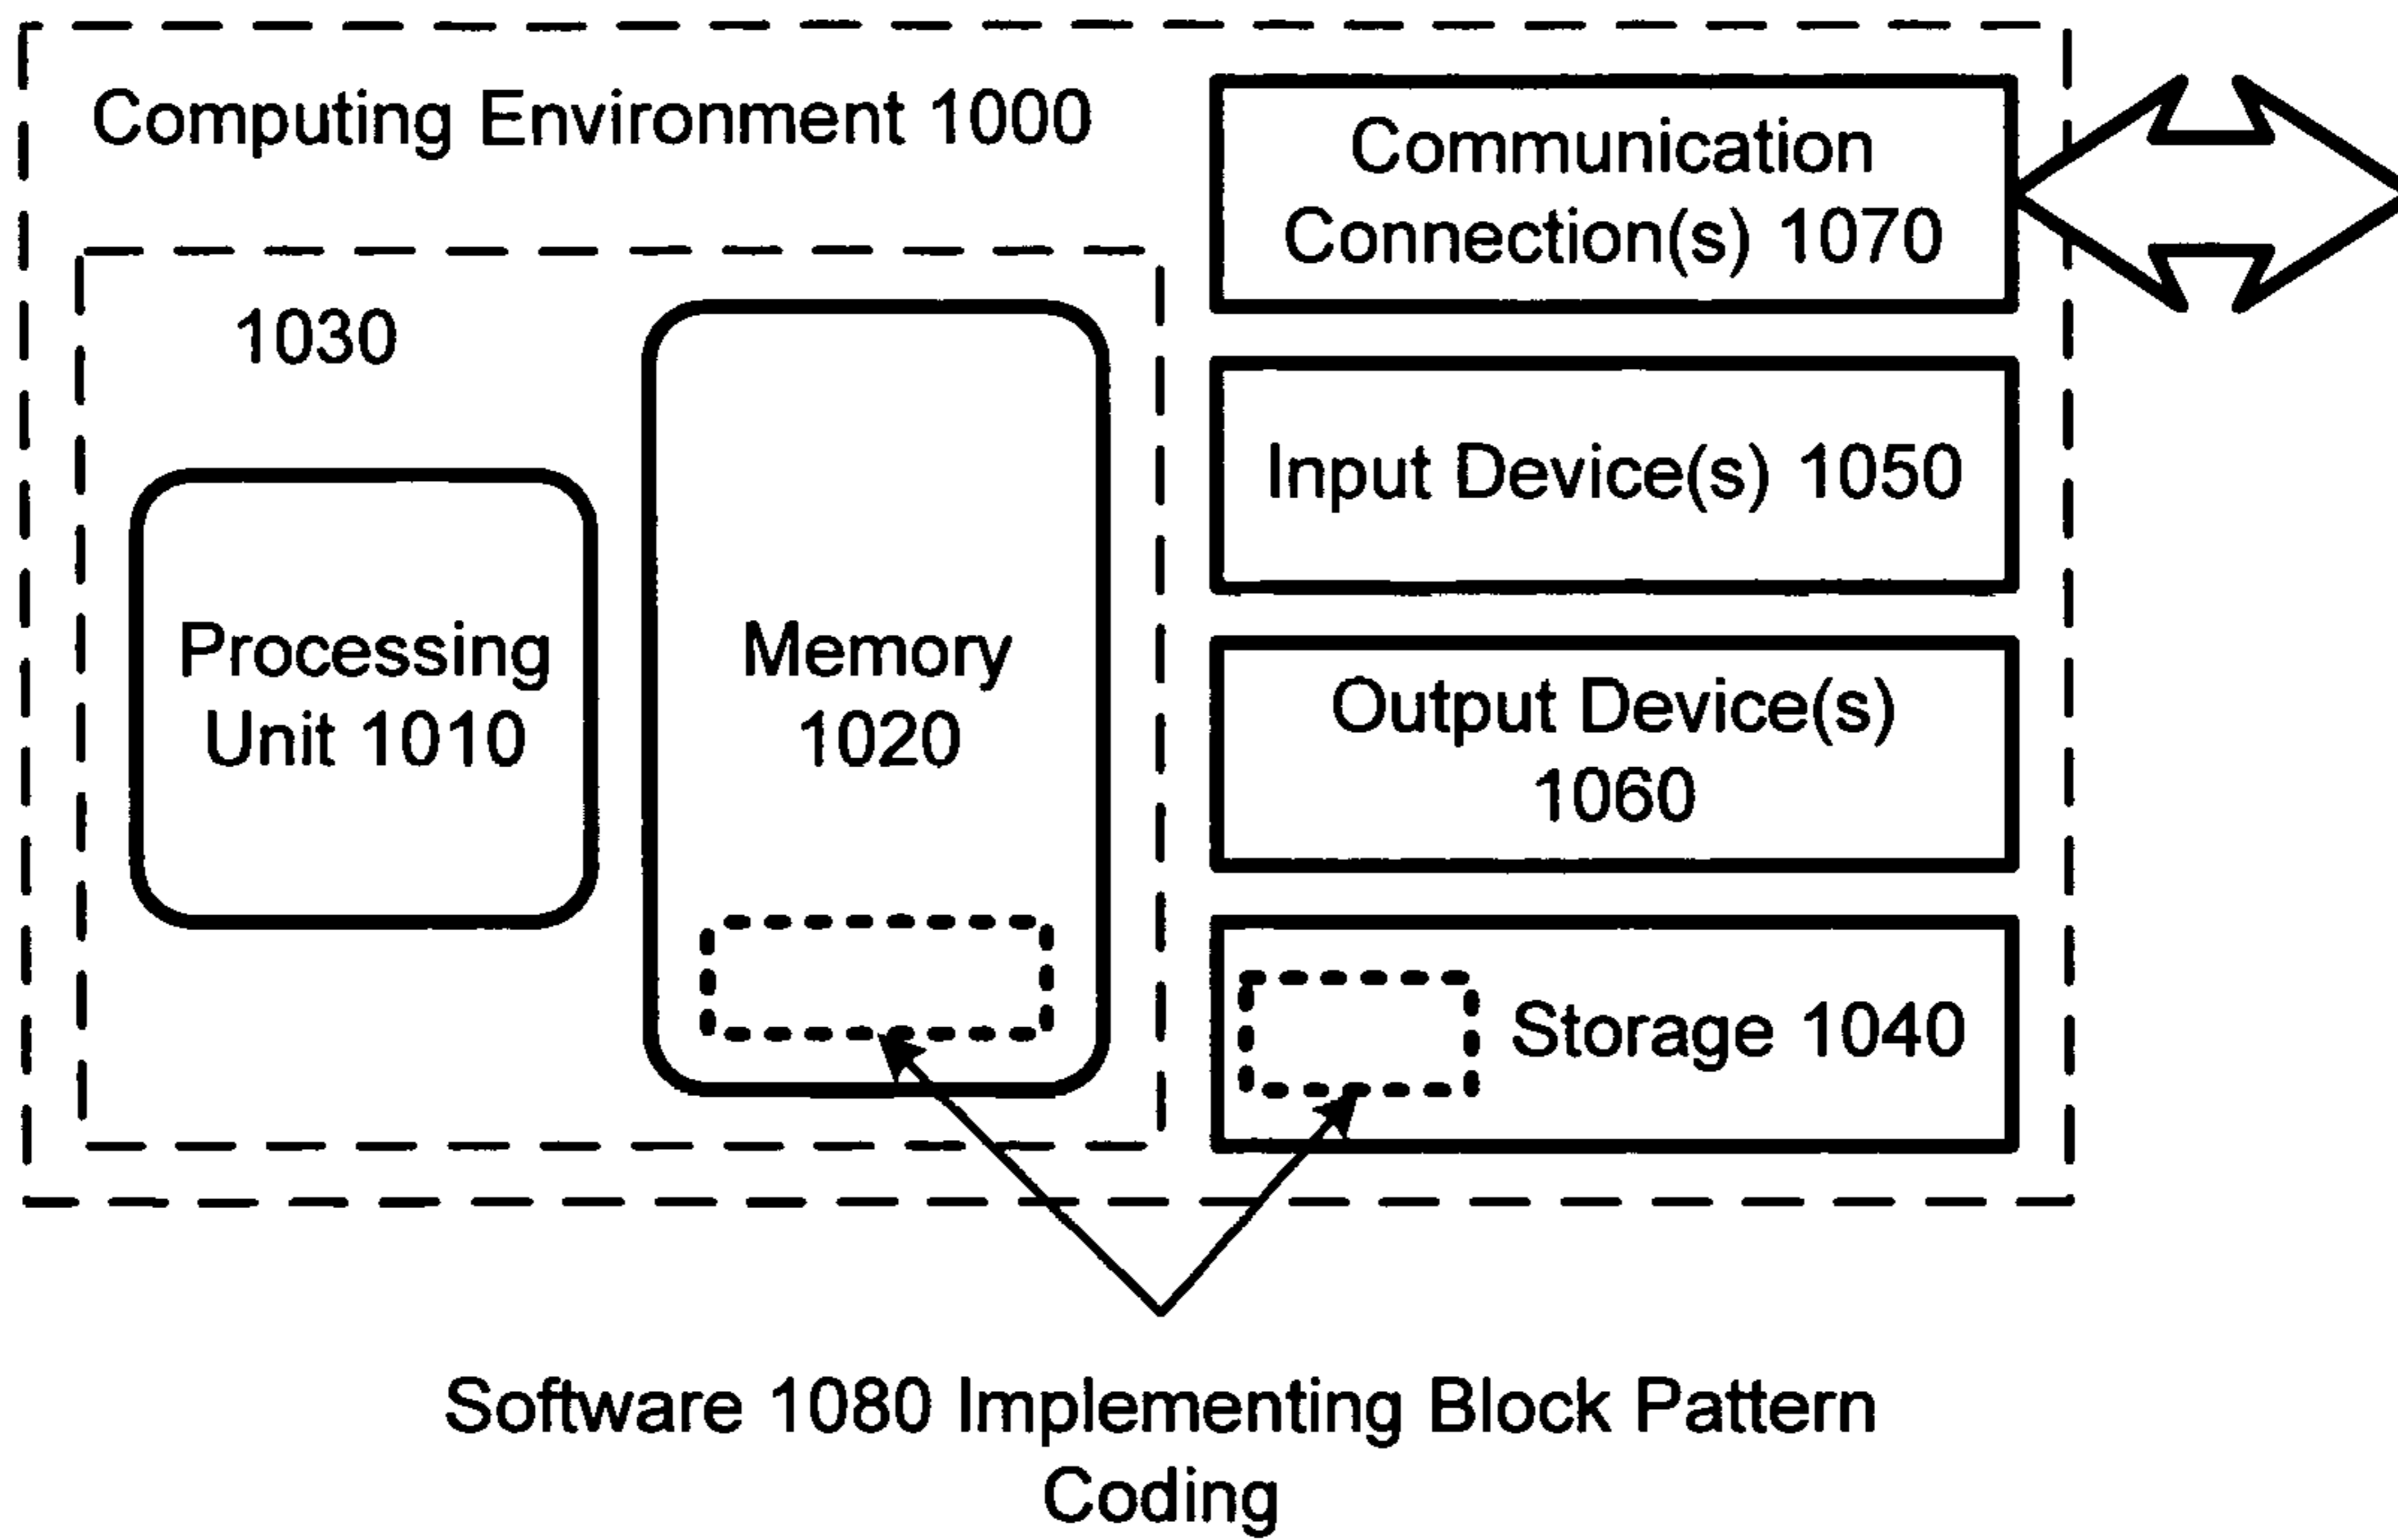 Computing Environment 1000
1030
Processing
Unit 1010
Memory
1020
Communication
Connection(s) 1070
Input Device(s) 1050
Output Device(s)
1060
Storage 1040
Software 1080 Implementing Block Pattern
Coding